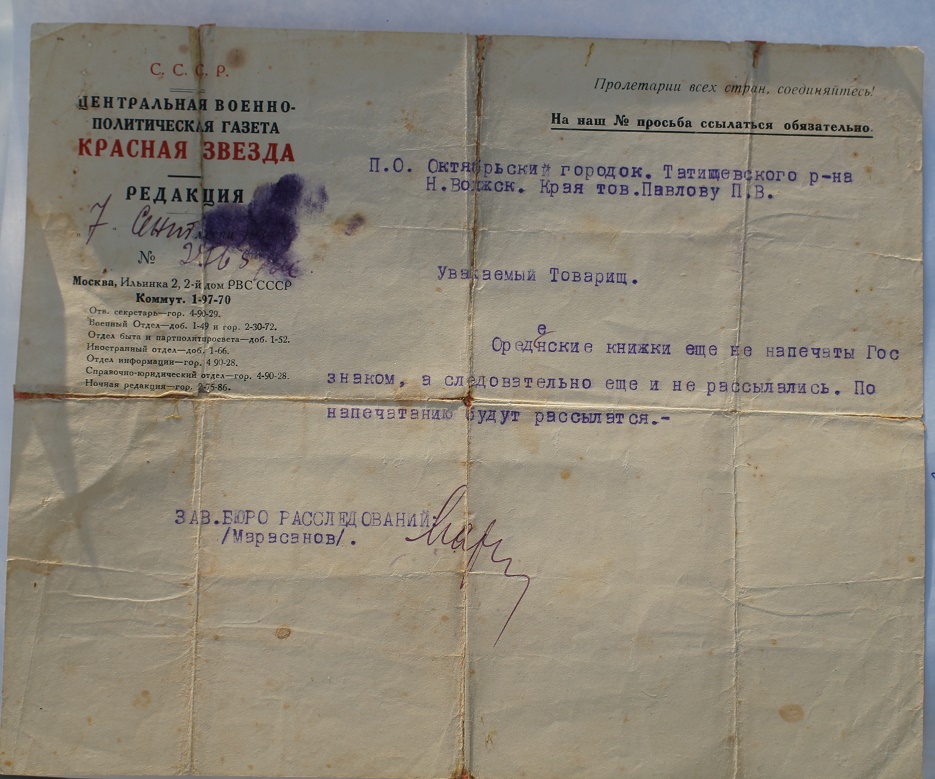 С. С. С. Р.
ЦЕНТРАЛЬНАЯ ВОЕННО-
ПОЛИТИЧЕСКАЯ ГАЗЕТА
КРАСНАЯ ЗВЕЗДА
РЕДАКЦИЯ
7 Сент
№
Москва, Ильинка 2, 2-й дом РВС СССР
Коммут. 1-97-70
Отв. секретарь—гор. 4-90-29.
Военный Отдел—доб. 1-49 и гор. 2-30-72.
Отдел быта и партполитпросвета—доб. 1-52.
Иностранный отдел—доб. 1-66.
Отдел информации—гор. 4 90-28.
Справочно-юридический отдел—гор. 4-90-28.
Ночная редакция—гор. 2-75-86.
Пролетарии всех стран, соединяйтесь!
На наш № просьба ссылаться обязательно.
П.О. Октябрьский городок. Татищевского р-на
Н.Волжск. Края тов.Павлову П.В.
Уважаемый Товарищ.
Орденские книжки еще не напечаты Гос
знаком, а следовательно еще и не рассылались. По
напечатанию будут рассылатся.-
ЗАВ.БЮРО РАССЛЕДОВАНИЙ:
/Марасанов/.